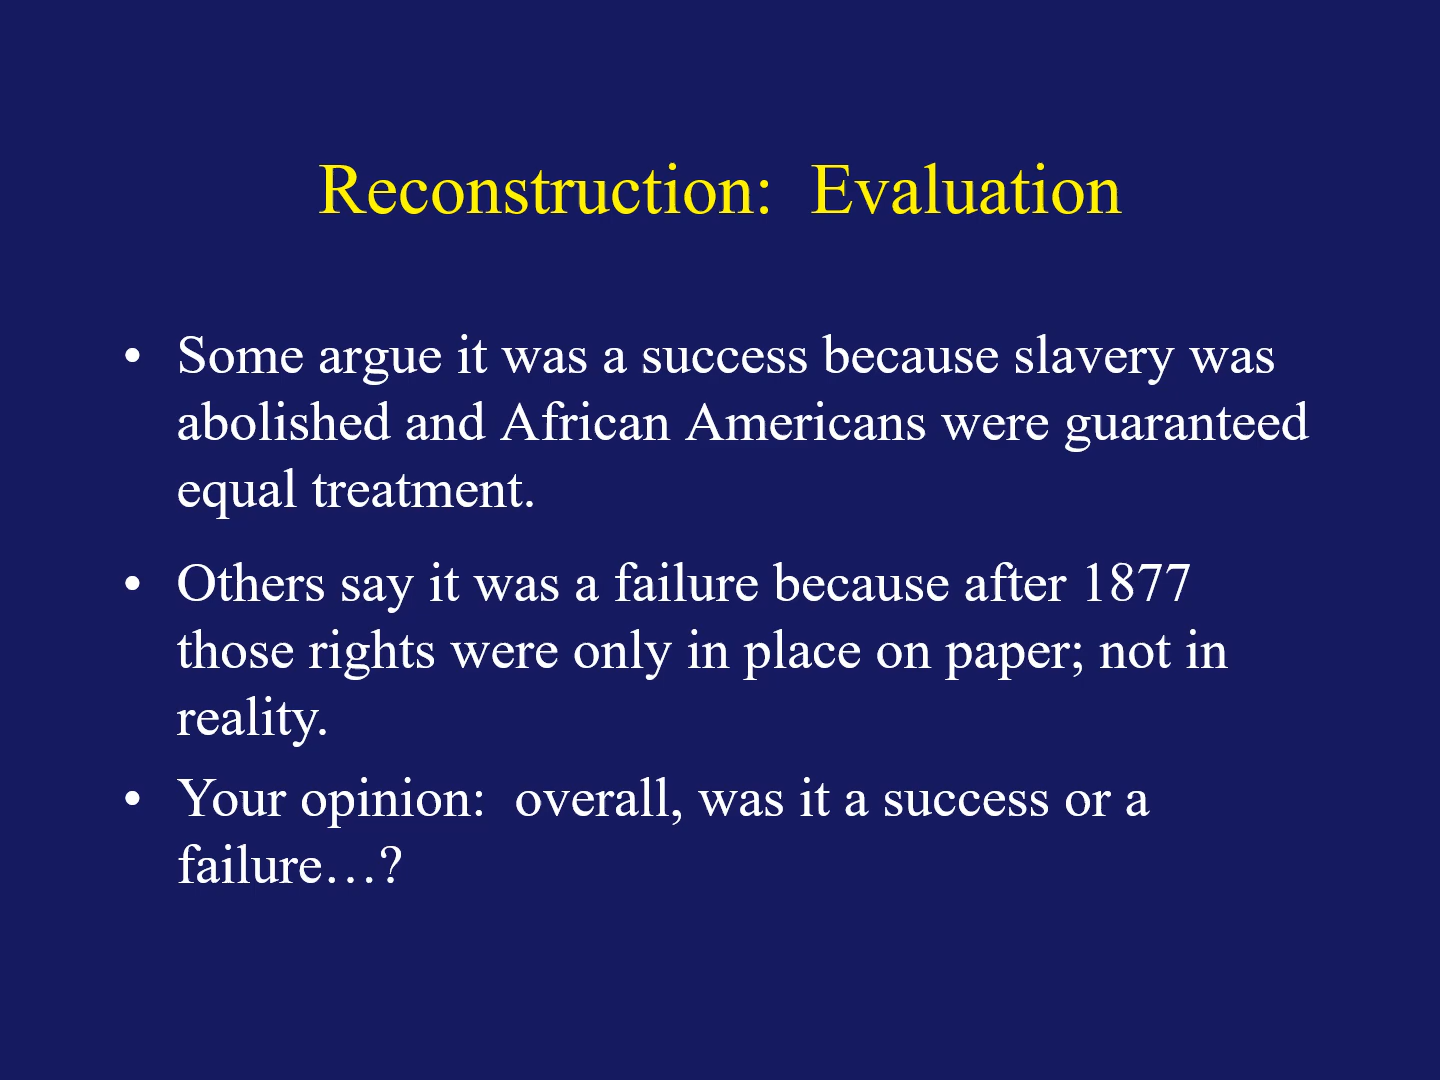 Reconstruction:  Evaluation
• Some argue it was a success because slavery was
abolished and African Americans were guaranteed
equal treatment.
• Others say it was a failure because after 1877
those rights were only in place on paper; not in
reality.
• Your opinion:  overall, was it a success or a
failure…?